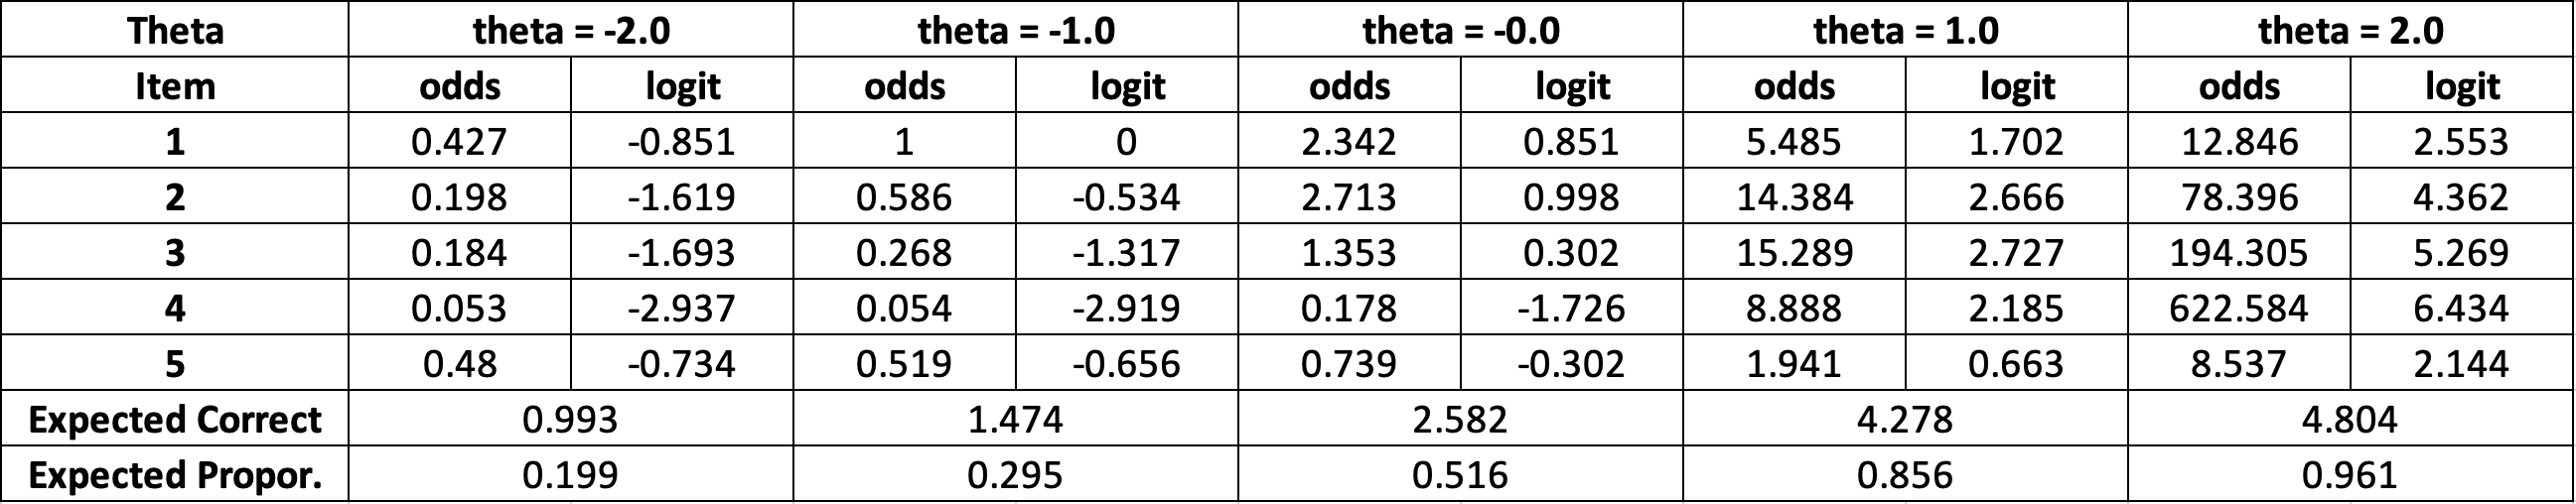 Theta theta = -2.0 theta = -1.0 theta = -0.0 theta = 1.0 theta = 2.0
Item odds logit odds logit odds logit odds logit odds logit
1 0.427 -0.851 1 0 2.342 0.851 5.485 1.702 12.846 2.553
2 0.198 -1.619 0.586 -0.534 2.713 0.998 14.384 2.666 78.396 4.362
3 0.184 -1.693 0.268 -1.317 1.353 0.302 15.289 2.727 194.305 5.269
4 0.053 -2.937 0.054 -2.919 0.178 -1.726 8.888 2.185 622.584 6.434
5 0.48 -0.734 0.519 -0.656 0.739 -0.302 1.941 0.663 8.537 2.144
Expected Correct 0.993 1.474 2.582 4.278 4.804
Expected Propor. 0.199 0.295 0.516 0.856 0.961